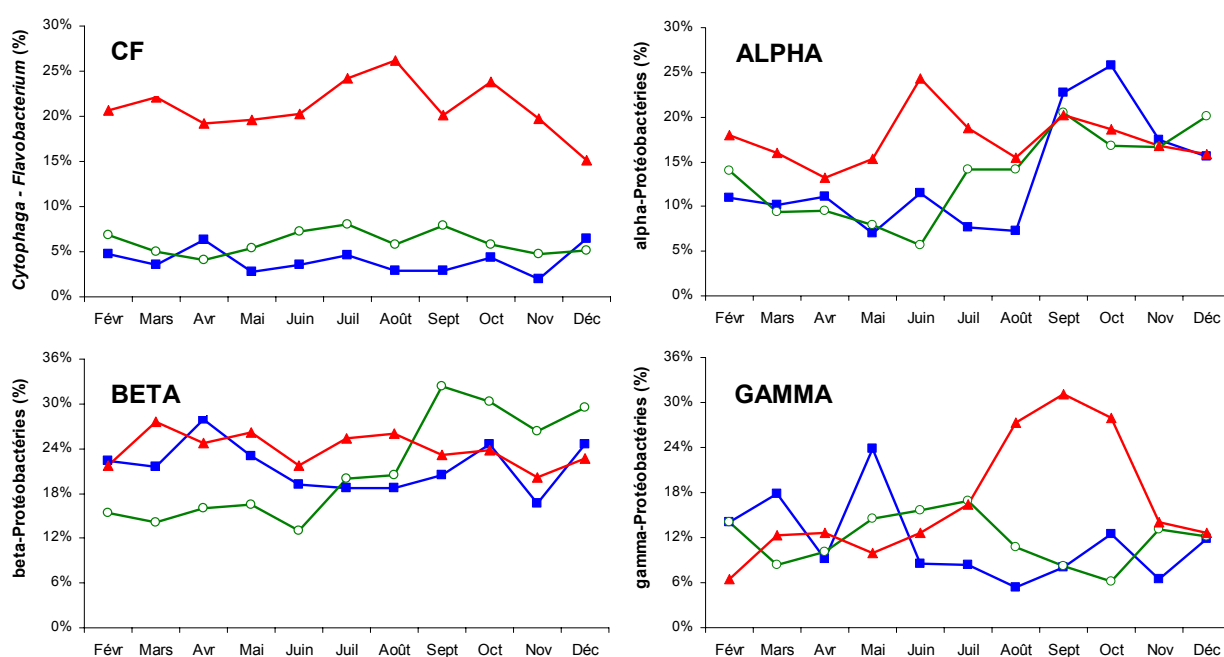 CF
Cytophaga - Flavobacterium (%)
30%
25%
20%
15%
10%
5%
0%
Févr Mars Avr Mai Juin Juil Août Sept Oct Nov Déc
ALPHA
alpha-Protéobactéries (%)
30%
25%
20%
15%
10%
5%
0%
Févr Mars Avr Mai Juin Juil Août Sept Oct Nov Déc
BETA
beta-Protéobactéries (%)
36%
30%
24%
18%
12%
6%
0%
Févr Mars Avr Mai Juin Juil Août Sept Oct Nov Déc
GAMMA
gamma-Protéobactéries (%)
36%
30%
24%
18%
12%
6%
0%
Févr Mars Avr Mai Juin Juil Août Sept Oct Nov Déc